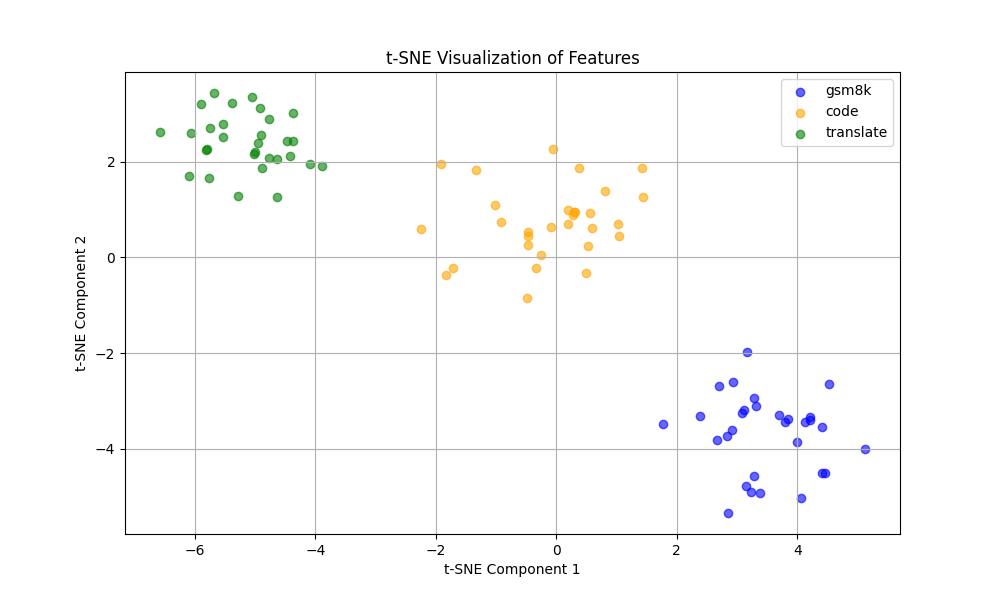 t-SNE Visualization of Features
gsm8k
code
translate
2
0
−2
−4
t-SNE Component 2
−6
−4
−2
0
2
4
t-SNE Component 1